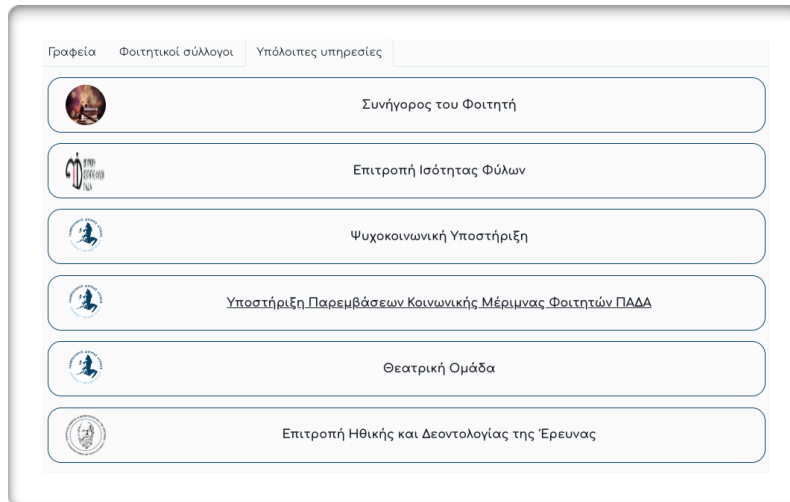 Γραφεία Φοιτητικοί σύλλογοι Υπόλοιπες υπηρεσίες
Συνήγορος του Φοιτητή
Επιτροπή Ισότητας Φύλων
Ψυχοκοινωνική Υποστήριξη
Υποστήριξη Παρεμβάσεων Κοινωνικής Μέριμνας Φοιτητών ΠΑΔΑ
Θεατρική Ομάδα
Επιτροπή Ηθικής και Δεοντολογίας της Έρευνας